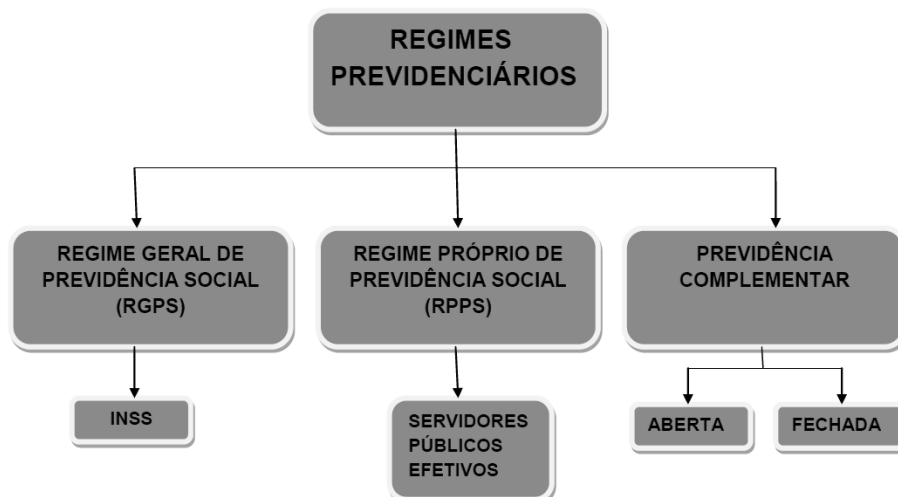 REGIMES
PREVIDENCIÁRIOS
REGIME GERAL DE
PREVIDÊNCIA SOCIAL
(RGPS)
REGIME PRÓPRIO DE
PREVIDÊNCIA SOCIAL
(RPPS)
PREVIDÊNCIA
COMPLEMENTAR
INSS
SERVIDORES
PÚBLICOS
EFETIVOS
ABERTA
FECHADA